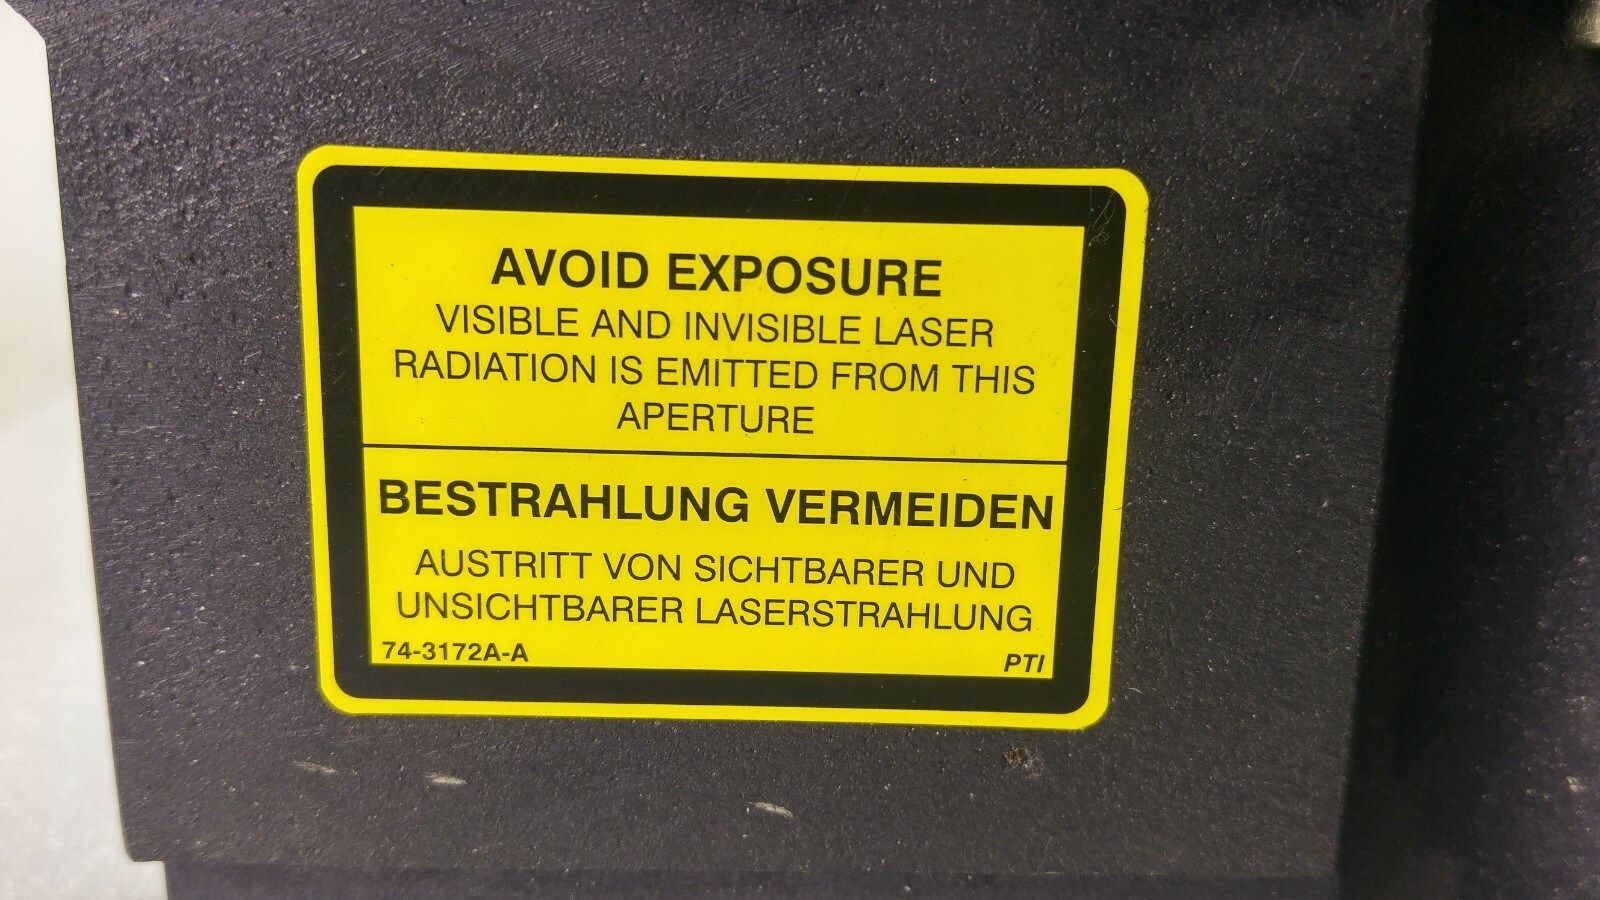 AVOID EXPOSURE
VISIBLE AND INVISIBLE LASER
RADIATION IS EMITTED FROM THIS
APERTURE
BESTRAHLUNG VERMEIDEN
AUSTRITT VON SICHTBARER UND
UNSICHTBARER LASERSTRAHLUNG
74-3172A-A PTI